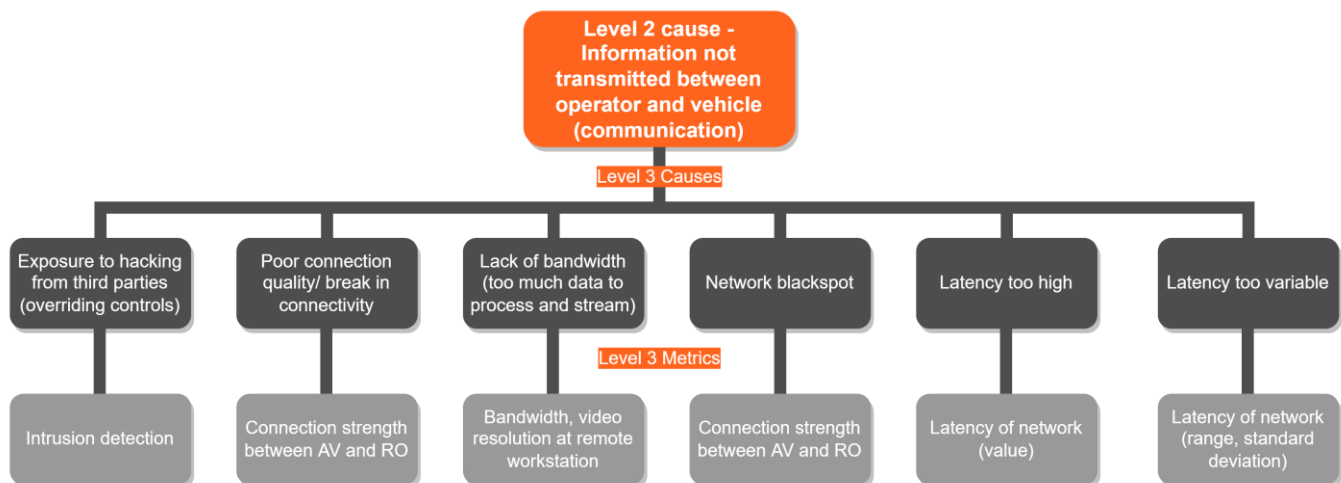 Level 2 cause -
Information not
transmitted between
operator and vehicle
(communication)
Level 3 Causes
Exposure to hacking
from third parties
(overriding controls)
Poor connection
quality/ break in
connectivity
Lack of bandwidth
(too much data to
process and stream)
Network blackspot
Latency too high
Latency too variable
Level 3 Metrics
Intrusion detection
Connection strength
between AV and RO
Bandwidth, video
resolution at remote
workstation
Connection strength
between AV and RO
Latency of network
(value)
Latency of network
(range, standard
deviation)